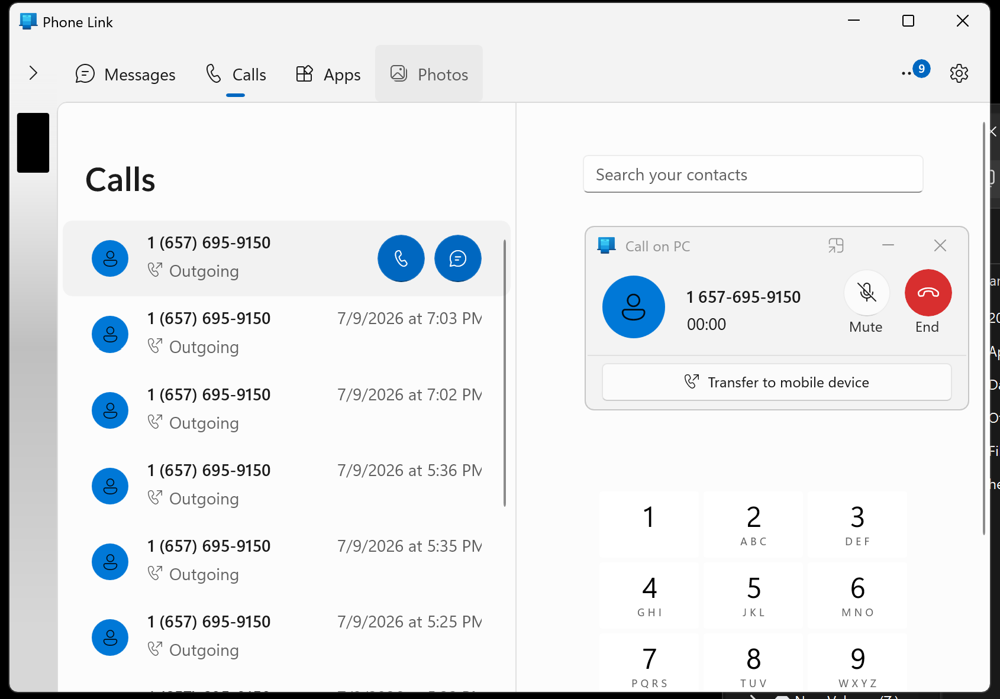 Phone Link
Messages
Calls
Apps
Photos
9
Calls
1 (657) 695-9150
Outgoing
1 (657) 695-9150
7/9/2026 at 7:03 PM
Outgoing
1 (657) 695-9150
7/9/2026 at 7:02 PM
Outgoing
1 (657) 695-9150
7/9/2026 at 5:36 PM
Outgoing
1 (657) 695-9150
7/9/2026 at 5:35 PM
Outgoing
1 (657) 695-9150
7/9/2026 at 5:25 PM
Outgoing
Search your contacts
Call on PC
1 657-695-9150
00:00
Mute
End
Transfer to mobile device
1
2
3
ABC
DEF
4
5
6
GHI
JKL
MNO
7
8
9
PQRS
TUV
WXYZ